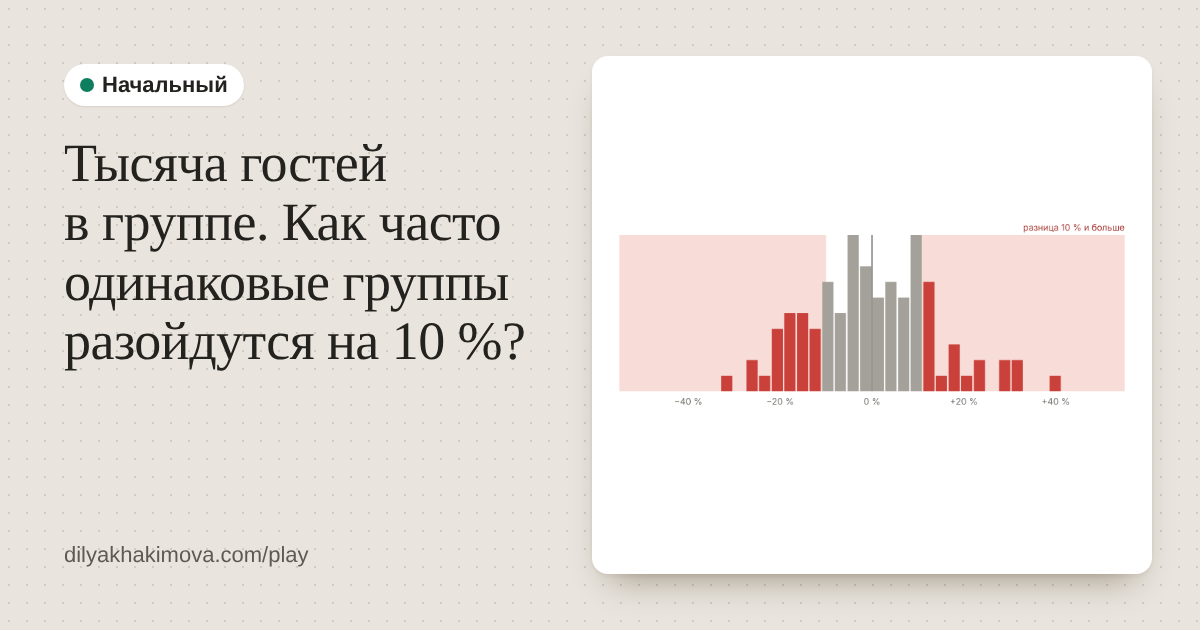 Начальный
Тысяча гостей
в группе. Как часто
одинаковые группы
разойдутся на 10 %?
dilyakhakimova.com/play
разница 10 % и больше
−40 %
−20 %
0 %
+20 %
+40 %